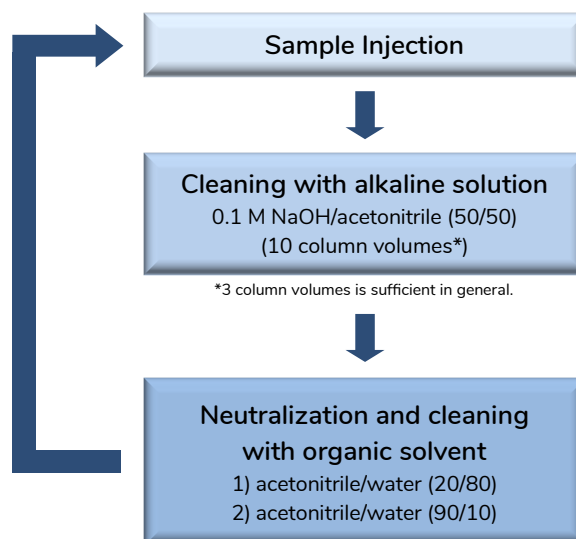 Sample Injection
Cleaning with alkaline solution
0.1 M NaOH/acetonitrile (50/50)
(10 column volumes*)
*3 column volumes is sufficient in general.
Neutralization and cleaning
with organic solvent
1) acetonitrile/water (20/80)
2) acetonitrile/water (90/10)